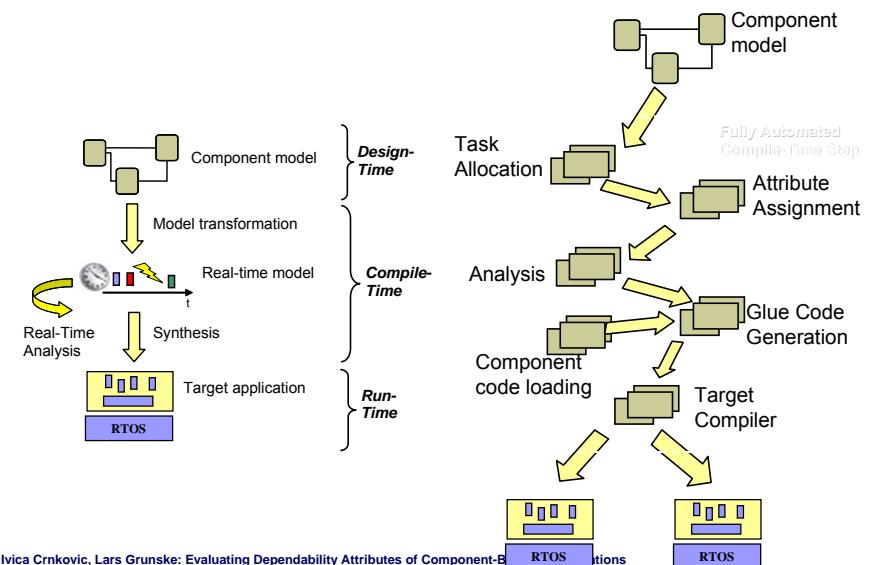 Component
model
Fully Automated
Compile-Time Step
Task
Allocation
Attribute
Assignment
Analysis
Glue Code
Generation
Component
code loading
Target
Compiler
RTOS
RTOS
Component model
Design-
Time
Model transformation
Real-time model
t
Compile-
Time
Real-Time
Analysis
Synthesis
Target application
Run-
Time
RTOS
Ivica Crnkovic, Lars Grunske: Evaluating Dependability Attributes of Component-B